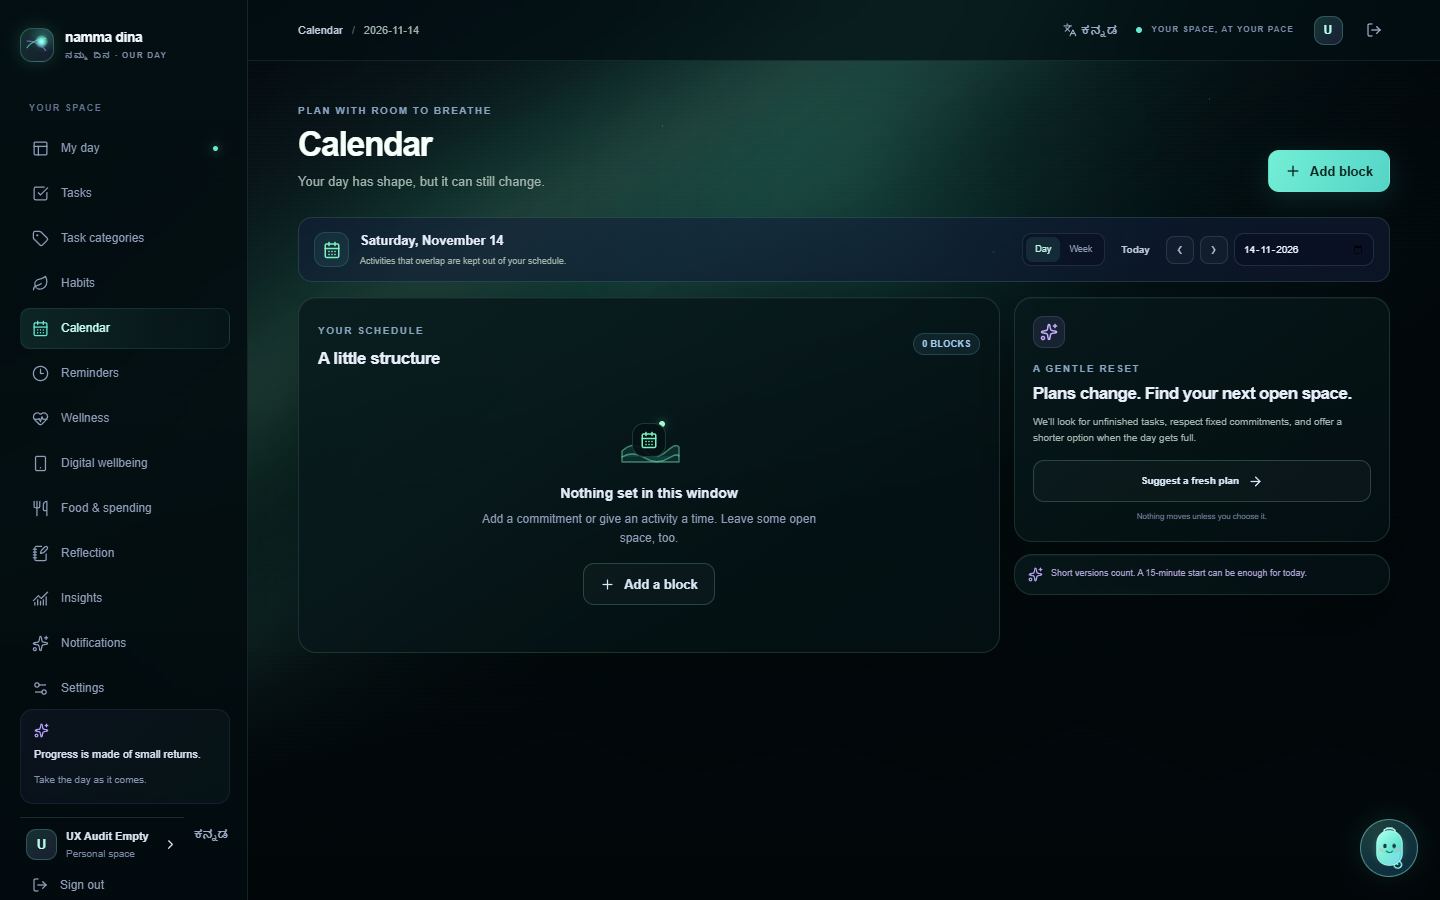 namma dina
ನಮ್ಮ ದಿನ · OUR DAY
YOUR SPACE
My day
Tasks
Task categories
Habits
Calendar
Reminders
Wellness
Digital wellbeing
Food & spending
Reflection
Insights
Notifications
Settings
Progress is made of small returns.
Take the day as it comes.
U
UX Audit Empty
Personal space
ಕನ್ನಡ
Sign out
Calendar / 2026-11-14
ಕನ್ನಡ
YOUR SPACE, AT YOUR PACE
U
PLAN WITH ROOM TO BREATHE
Calendar
Your day has shape, but it can still change.
+ Add block
Saturday, November 14
Activities that overlap are kept out of your schedule.
Day Week Today ❮ ❯ 14-11-2026
YOUR SCHEDULE
A little structure
0 BLOCKS
Nothing set in this window
Add a commitment or give an activity a time. Leave some open
space, too.
+ Add a block
A GENTLE RESET
Plans change. Find your next open space.
We'll look for unfinished tasks, respect fixed commitments, and offer a
shorter option when the day gets full.
Suggest a fresh plan →
Nothing moves unless you choose it.
Short versions count. A 15-minute start can be enough for today.